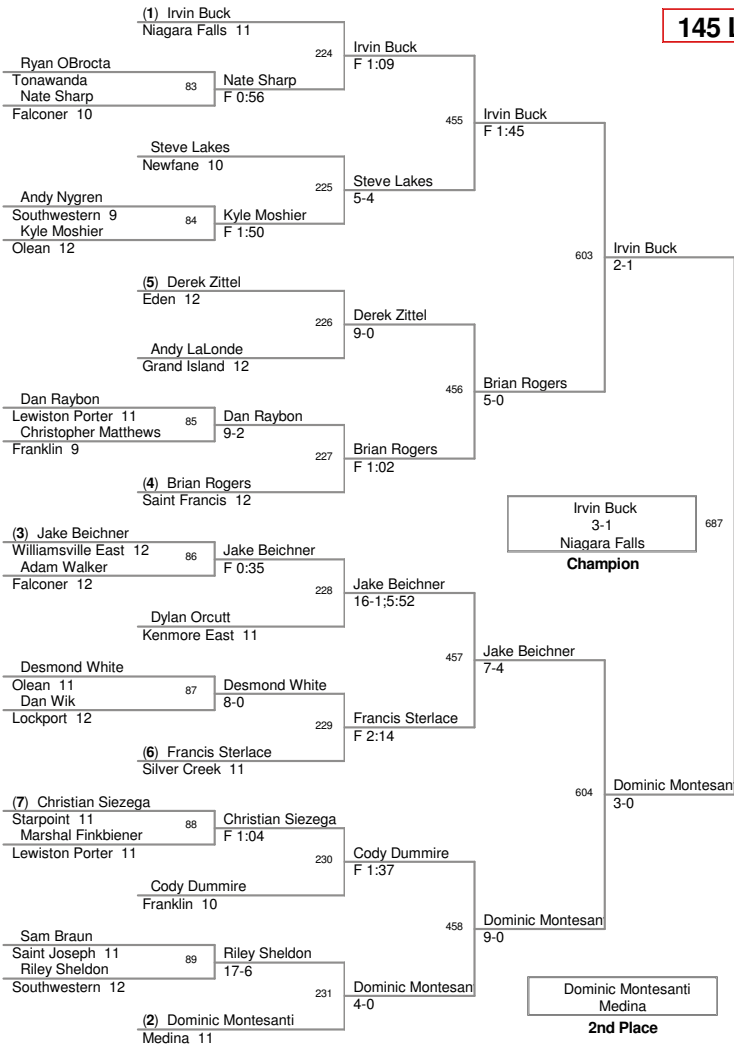 145 L
(1) Irvin Buck
Niagara Falls 11
224
Irvin Buck
F 1:09
Ryan OBrocta
Tonawanda
83
Nate Sharp
Falconer 10
Nate Sharp
F 0:56
455
Irvin Buck
F 1:45
Steve Lakes
Newfane 10
225
Steve Lakes
5-4
Andy Nygren
Southwestern 9
84
Kyle Moshier
Olean 12
Kyle Moshier
F 1:50
603
Irvin Buck
2-1
(5) Derek Zittel
Eden 12
226
Derek Zittel
9-0
Andy LaLonde
Grand Island 12
456
Brian Rogers
5-0
Dan Raybon
Lewiston Porter 11
85
Christopher Matthews
Franklin 9
Dan Raybon
9-2
227
Brian Rogers
F 1:02
(4) Brian Rogers
Saint Francis 12
Irvin Buck
3-1
Niagara Falls
687
Champion
(3) Jake Beichner
Williamsville East 12
86
Adam Walker
Falconer 12
Jake Beichner
F 0:35
228
Jake Beichner
16-1;5:52
Dylan Orcutt
Kenmore East 11
457
Jake Beichner
7-4
Desmond White
Olean 11
87
Dan Wik
Lockport 12
Desmond White
8-0
229
Francis Sterlace
F 2:14
(6) Francis Sterlace
Silver Creek 11
604
Dominic Montesan
3-0
(7) Christian Siezega
Starpoint 11
88
Marshal Finkbiener
Lewiston Porter 11
Christian Siezega
F 1:04
230
Cody Dummire
F 1:37
Cody Dummire
Franklin 10
458
Dominic Montesan
9-0
Sam Braun
Saint Joseph 11
89
Riley Sheldon
Southwestern 12
Riley Sheldon
17-6
231
Dominic Montesan
4-0
(2) Dominic Montesanti
Medina 11
Dominic Montesanti
Medina
2nd Place